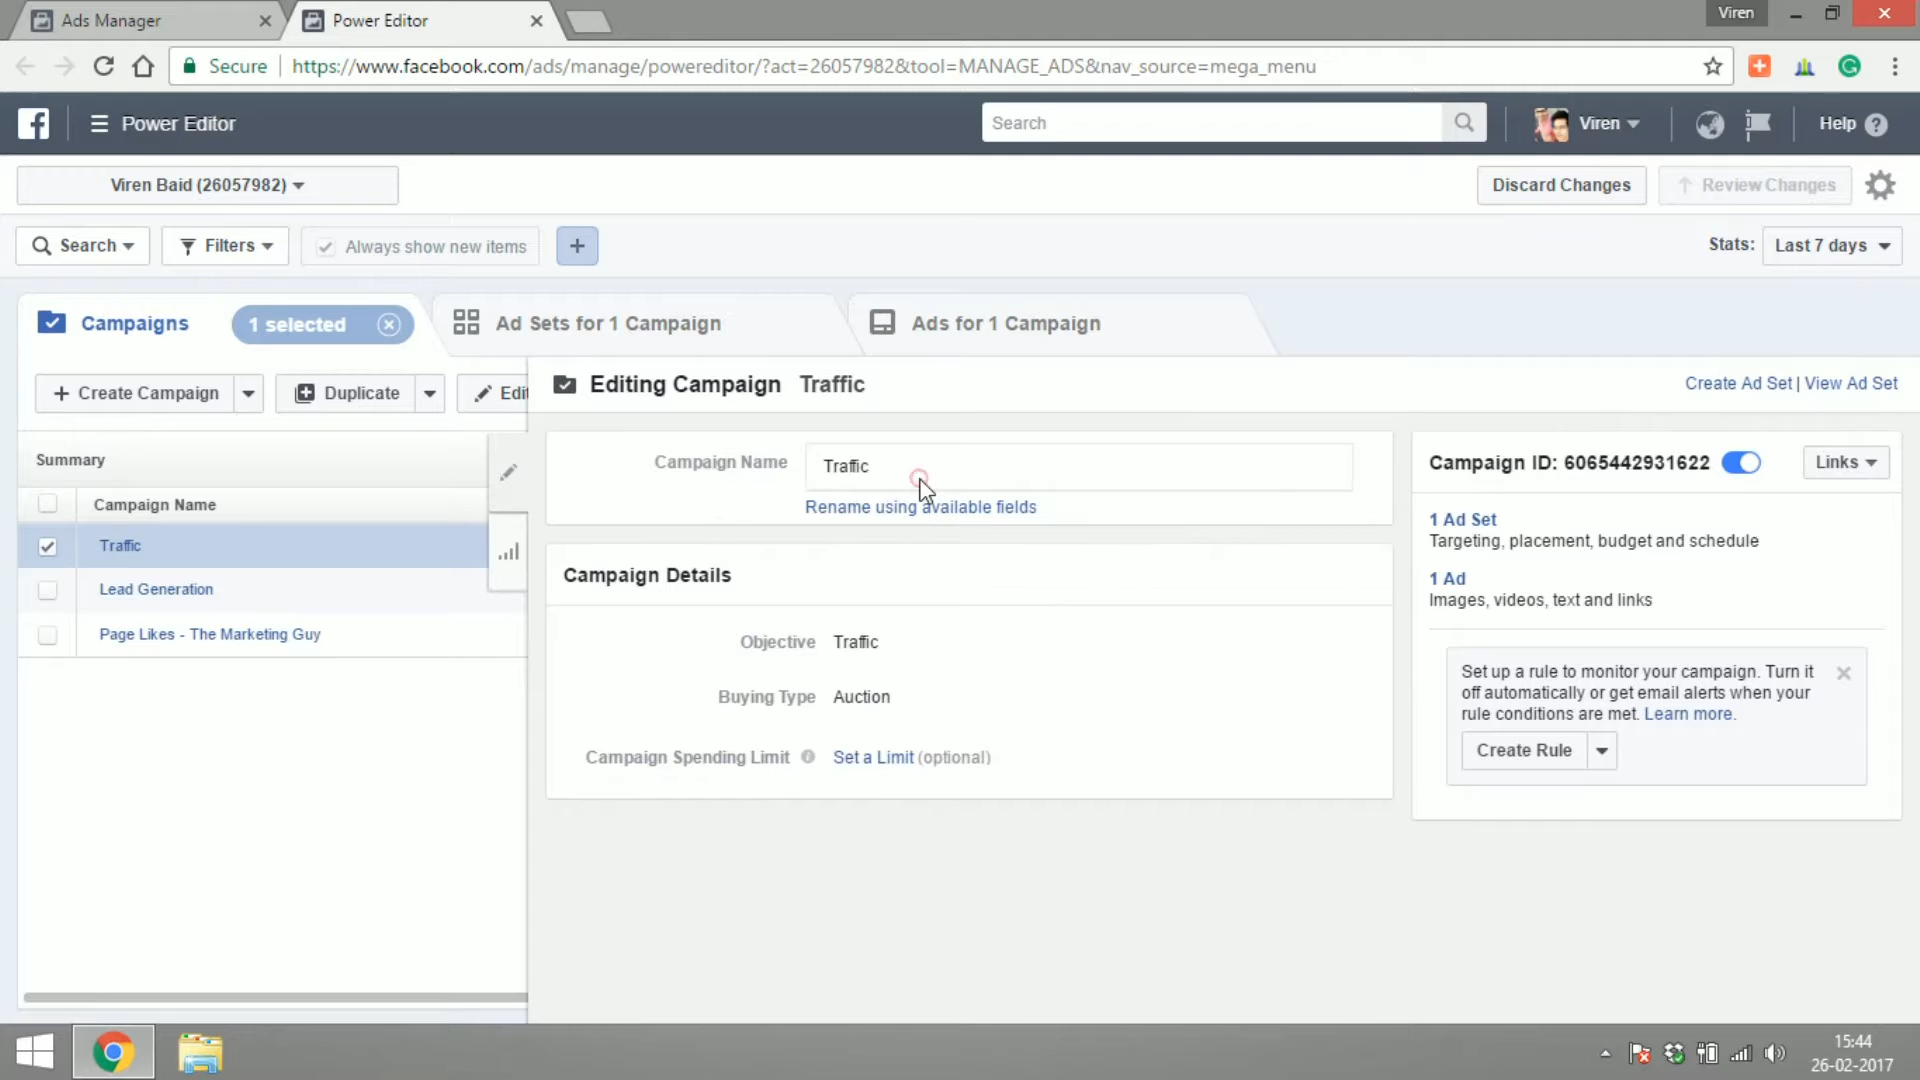 Ads Manager
Power Editor
Viren
Secure
https://www.facebook.com/ads/manage/powereditor/?act=26057982&tool=MANAGE_ADS&nav_source=mega_menu
Power Editor
Search
Viren
Help
Viren Baid (26057982)
Discard Changes
Review Changes
Search
Filters
Always show new items
+
Stats:
Last 7 days
Campaigns
1 selected
Ad Sets for 1 Campaign
Ads for 1 Campaign
+ Create Campaign
Duplicate
Edit
Editing Campaign Traffic
Create Ad Set | View Ad Set
Summary
Campaign Name
Traffic
Lead Generation
Page Likes - The Marketing Guy
Campaign Name
Traffic
Rename using available fields
Campaign Details
Objective
Traffic
Buying Type
Auction
Campaign Spending Limit
Set a Limit (optional)
Campaign ID: 6065442931622
Links
1 Ad Set
Targeting, placement, budget and schedule
1 Ad
Images, videos, text and links
Set up a rule to monitor your campaign. Turn it
off automatically or get email alerts when your
rule conditions are met. Learn more.
Create Rule
15:44
26-02-2017